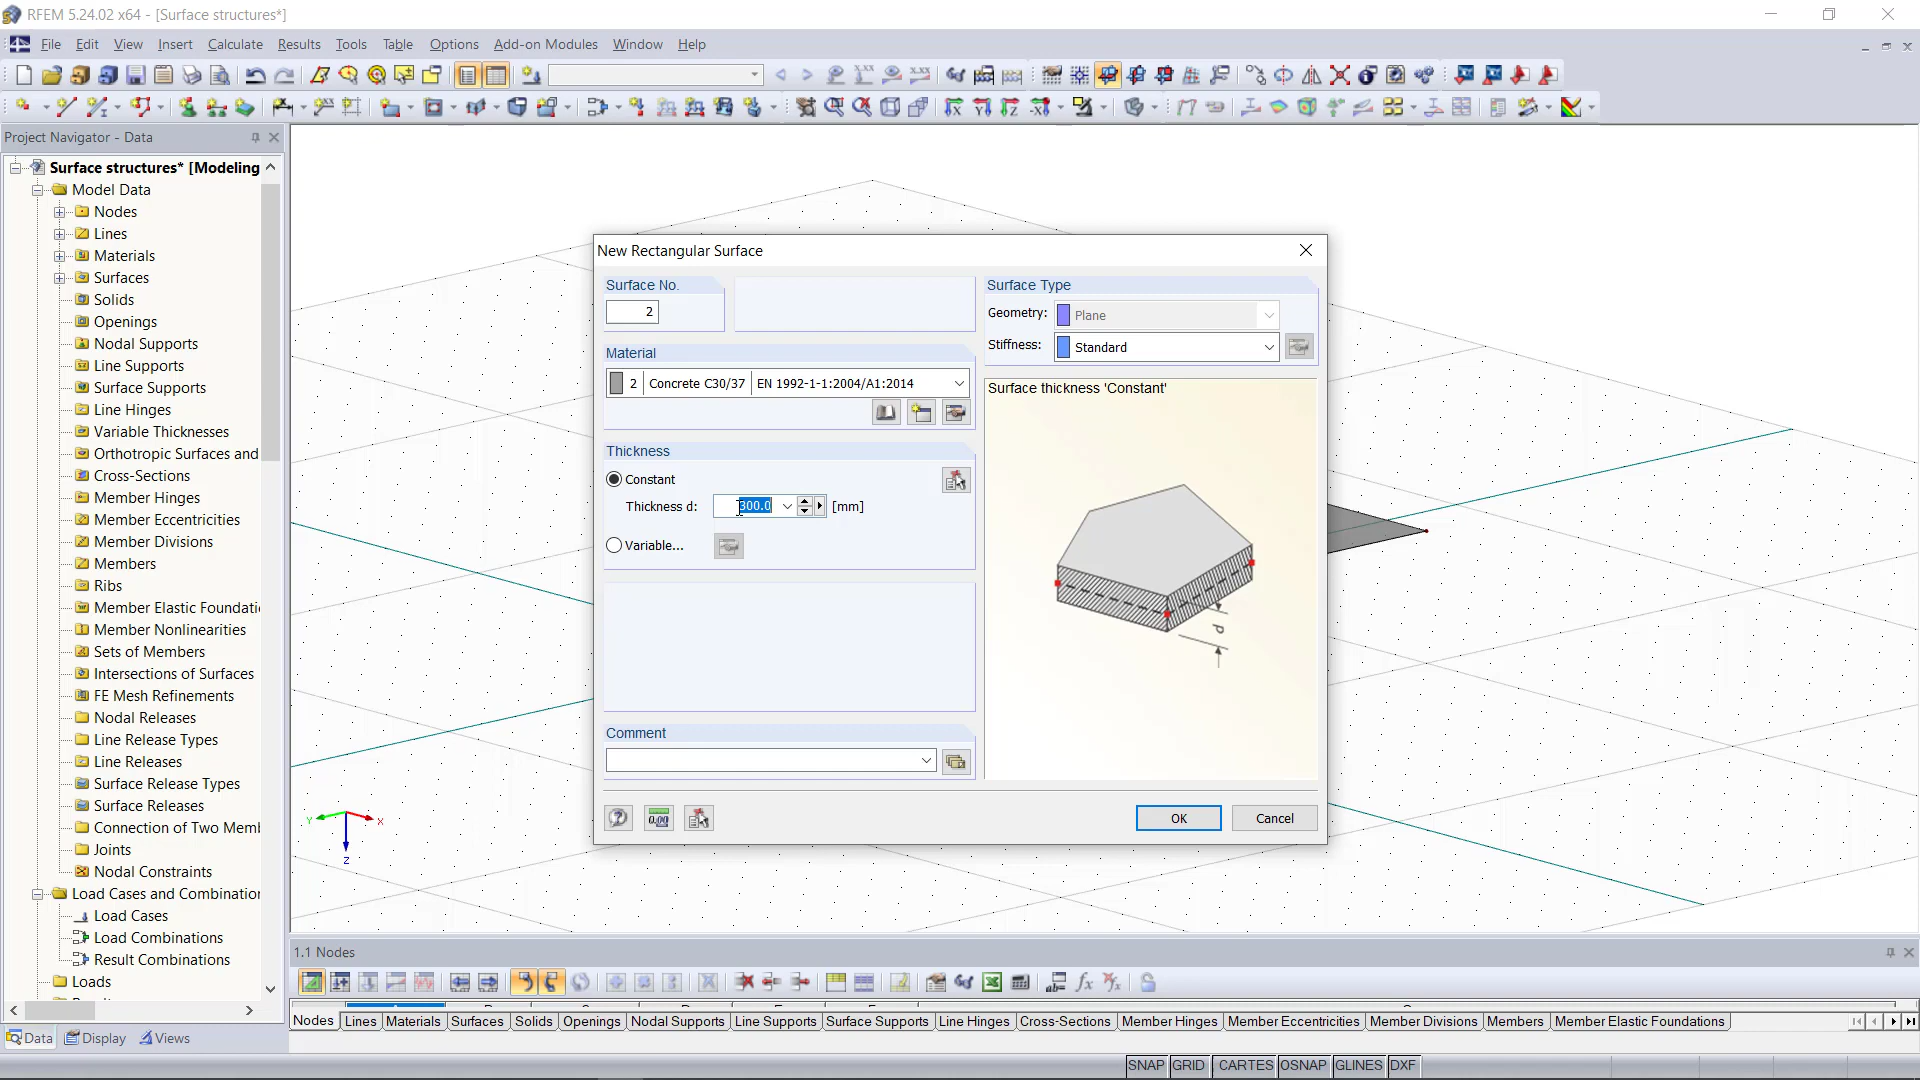 RFEM 5.24.02 x64 - [Surface structures*]
File Edit View Insert Calculate Results Tools Table Options Add-on Modules Window Help
Project Navigator - Data
Surface structures* [Modeling
Model Data
Nodes
Lines
Materials
Surfaces
Solids
Openings
Nodal Supports
Line Supports
Surface Supports
Line Hinges
Variable Thicknesses
Orthotropic Surfaces and
Cross-Sections
Member Hinges
Member Eccentricities
Member Divisions
Members
Ribs
Member Elastic Foundati
Member Nonlinearities
Sets of Members
Intersections of Surfaces
FE Mesh Refinements
Nodal Releases
Line Release Types
Line Releases
Surface Release Types
Surface Releases
Connection of Two Memb
Joints
Nodal Constraints
Load Cases and Combination
Load Cases
Load Combinations
Result Combinations
Loads
Data Display Views
Y X
Z
New Rectangular Surface
Surface No.
2
Material
2 Concrete C30/37 EN 1992-1-1:2004/A1:2014
Thickness
Constant
Thickness d: 300.0 [mm]
Variable...
Comment
Surface Type
Geometry: Plane
Stiffness: Standard
Surface thickness 'Constant'
d
0.00
OK Cancel
1.1 Nodes
Nodes Lines Materials Surfaces Solids Openings Nodal Supports Line Supports Surface Supports Line Hinges Cross-Sections Member Hinges Member Eccentricities Member Divisions Members Member Elastic Foundations
SNAP GRID CARTES OSNAP GLINES DXF